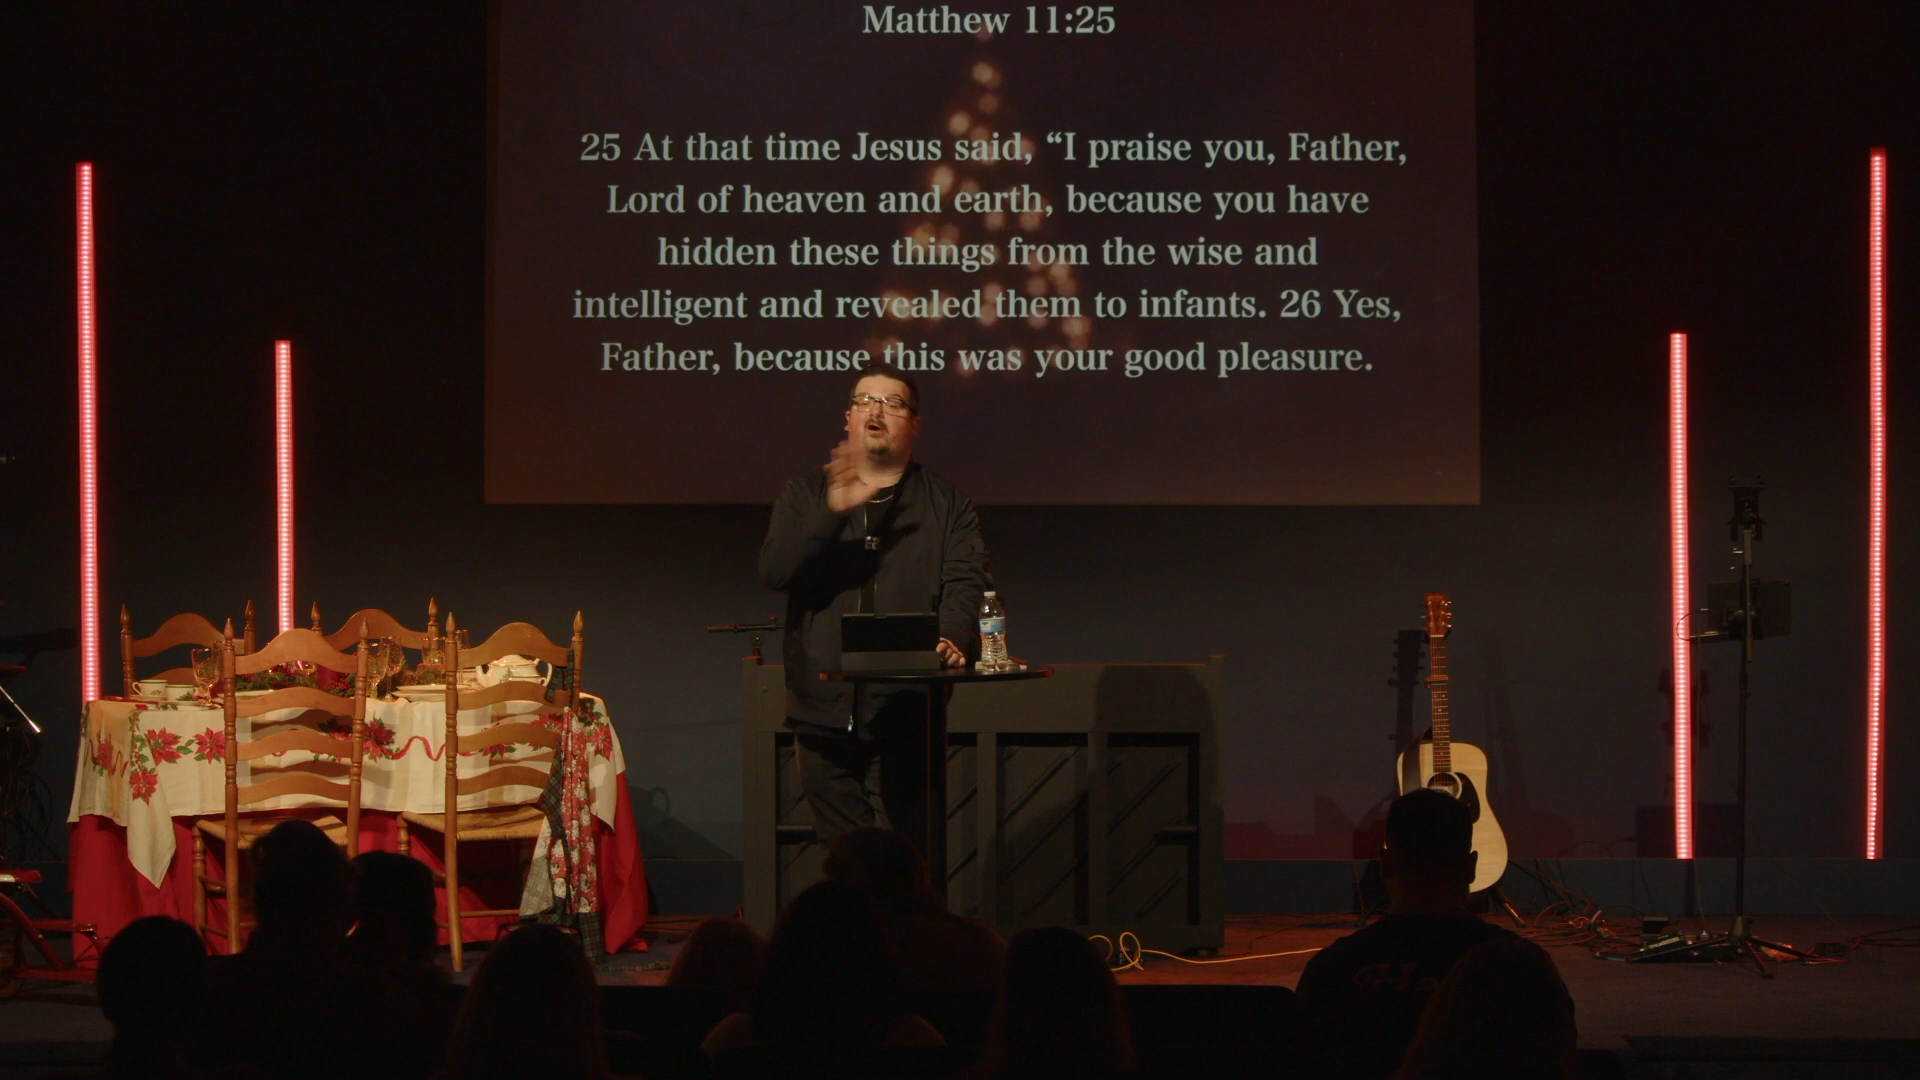 Matthew 11:25
25 At that time Jesus said, “I praise you, Father,
Lord of heaven and earth, because you have
hidden these things from the wise and
intelligent and revealed them to infants. 26 Yes,
Father, because this was your good pleasure.